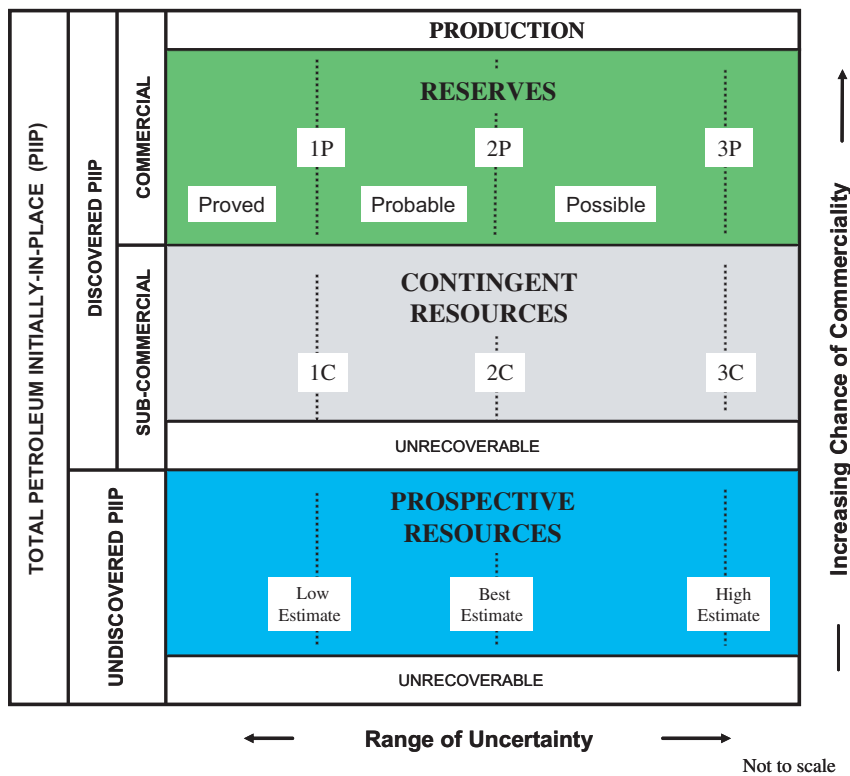 TOTAL PETROLEUM INITIALLY-IN-PLACE (PIIP)
DISCOVERED PIIP
UNDISCOVERED PIIP
COMMERCIAL
SUB-COMMERCIAL
PRODUCTION
RESERVES
1P
2P
3P
Proved
Probable
Possible
CONTINGENT
RESOURCES
1C
2C
3C
UNRECOVERABLE
PROSPECTIVE
RESOURCES
Low
Estimate
Best
Estimate
High
Estimate
UNRECOVERABLE
Increasing Chance of Commerciality
Range of Uncertainty
Not to scale